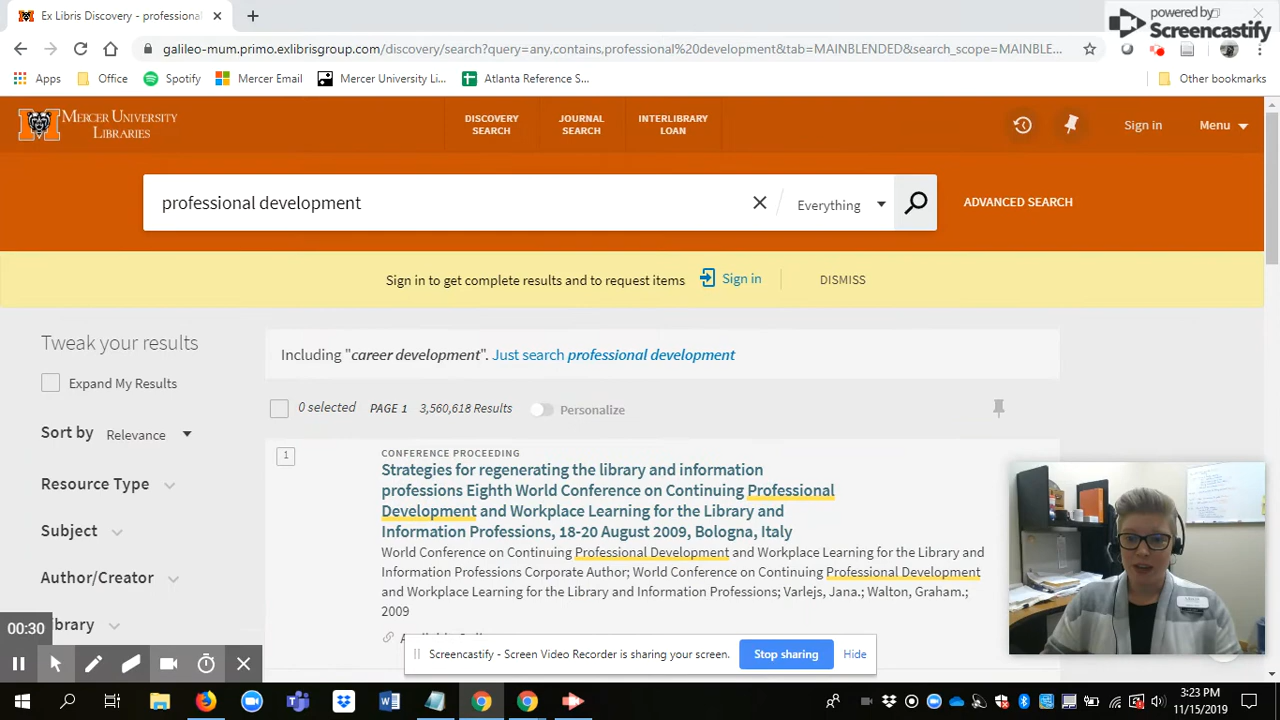 Ex Libris Discovery - professional
powered by
Screencastify
galileo-mum.primo.exlibrisgroup.com/discovery/search?query=any,contains,professional%20development&tab=MAINBLENDED&search_scope=MAINBLE...
Apps Office Spotify Mercer Email Mercer University Li... Atlanta Reference S... Other bookmarks
MERCER UNIVERSITY
LIBRARIES
DISCOVERY
SEARCH
JOURNAL
SEARCH
INTERLIBRARY
LOAN
Sign in Menu
professional development
Everything
ADVANCED SEARCH
Sign in to get complete results and to request items Sign in DISMISS
Tweak your results
Including "career development". Just search professional development
Expand My Results
0 selected PAGE 1 3,560,618 Results Personalize
Sort by Relevance
Resource Type
Subject
Author/Creator
1
CONFERENCE PROCEEDING
Strategies for regenerating the library and information
professions Eighth World Conference on Continuing Professional
Development and Workplace Learning for the Library and
Information Professions, 18-20 August 2009, Bologna, Italy
World Conference on Continuing Professional Development and Workplace Learning for the Library and
Information Professions Corporate Author; World Conference on Continuing Professional Development
and Workplace Learning for the Library and Information Professions; Varlejs, Jana.; Walton, Graham.;
2009
00:30
Screencastify - Screen Video Recorder is sharing your screen. Stop sharing Hide
3:23 PM
11/15/2019